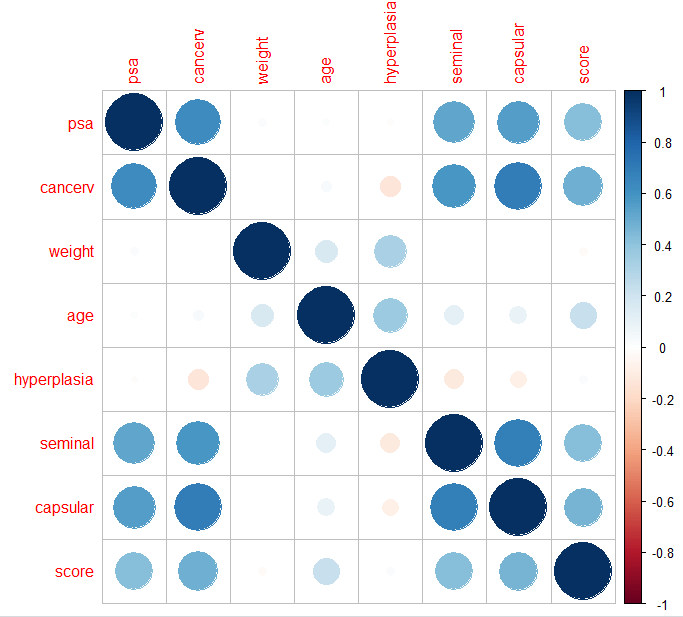 psa
cancerv
weight
age
hyperplasia
seminal
capsular
score
psa
cancerv
weight
age
hyperplasia
seminal
capsular
score
1
0.8
0.6
0.4
0.2
0
-0.2
-0.4
-0.6
-0.8
-1